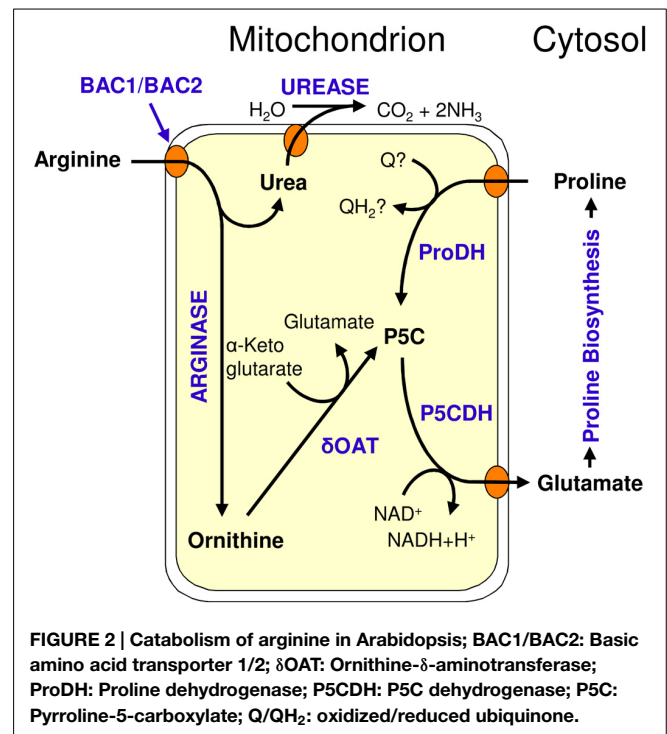 Mitochondrion
Cytosol
BAC1/BAC2
UREASE
H₂O
CO₂ + 2NH₃
Arginine
Urea
Q?
QH₂?
Proline
ProDH
ARGINASE
Glutamate
α-Keto
glutarate
P5C
Proline Biosynthesis
P5CDH
δOAT
Glutamate
NAD⁺
NADH+H⁺
Ornithine
FIGURE 2 | Catabolism of arginine in Arabidopsis; BAC1/BAC2: Basic
amino acid transporter 1/2; δOAT: Ornithine-δ-aminotransferase;
ProDH: Proline dehydrogenase; P5CDH: P5C dehydrogenase; P5C:
Pyrroline-5-carboxylate; Q/QH₂: oxidized/reduced ubiquinone.